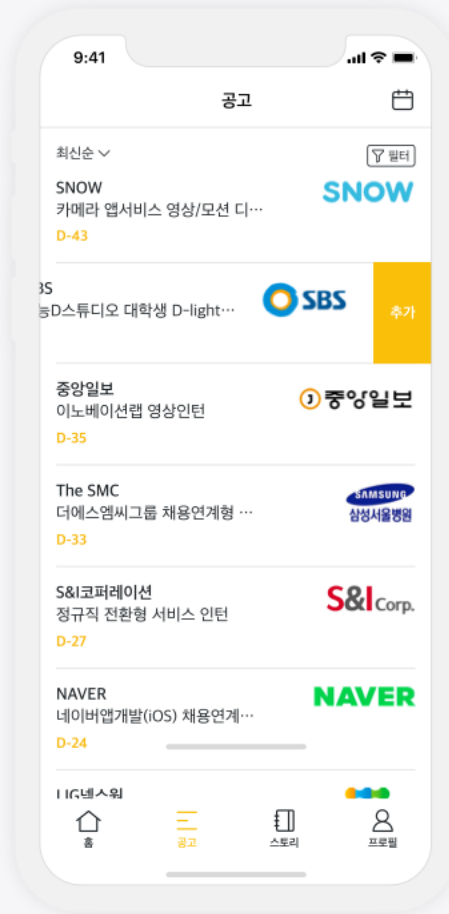 9:41
공고
최신순
필터
SNOW
카메라 앱서비스 영상/모션 디…
D-43
SNOW
BS
능D스튜디오 대학생 D-light…
SBS
추가
중앙일보
이노베이션랩 영상인턴
D-35
중앙일보
The SMC
더에스엠씨그룹 채용연계형 …
D-33
SAMSUNG
삼성서울병원
S&I코퍼레이션
정규직 전환형 서비스 인턴
D-27
S&I Corp.
NAVER
네이버앱개발(iOS) 채용연계…
D-24
NAVER
LIG넥스원
홈
공고
스토리
프로필